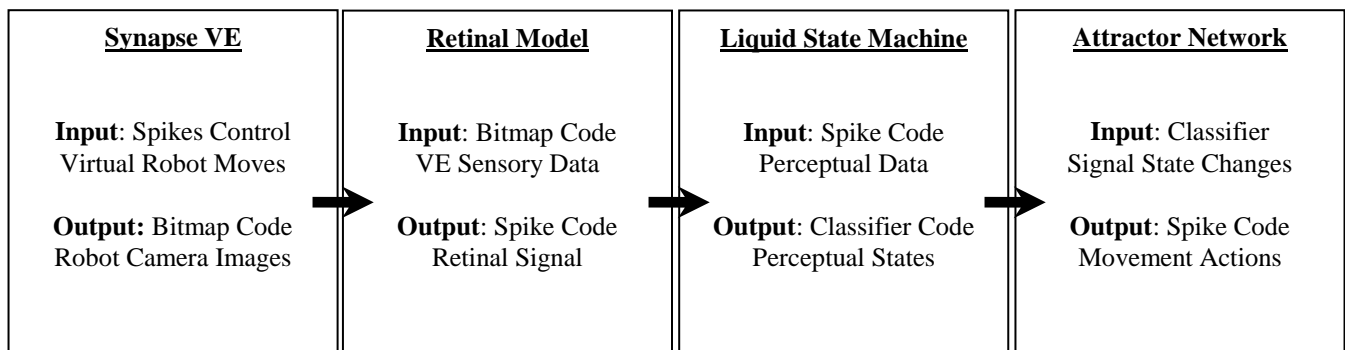 Synapse VE
Input: Spikes Control
Virtual Robot Moves
Output: Bitmap Code
Robot Camera Images
Retinal Model
Input: Bitmap Code
VE Sensory Data
Output: Spike Code
Retinal Signal
Liquid State Machine
Input: Spike Code
Perceptual Data
Output: Classifier Code
Perceptual States
Attractor Network
Input: Classifier
Signal State Changes
Output: Spike Code
Movement Actions